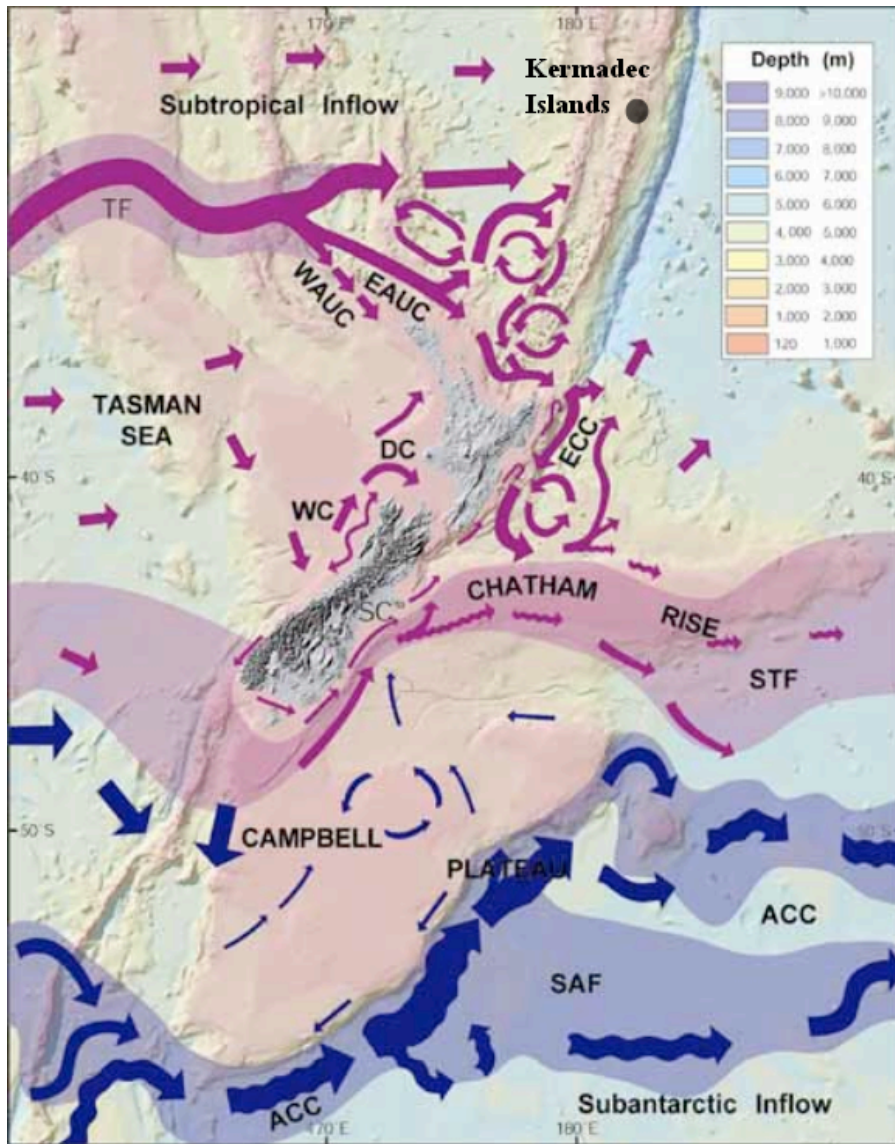 170°E
180°E
Kermadec
Islands
Subtropical Inflow
Depth (m)
9,000 >10,000
8,000 9,000
7,000 8,000
6,000 7,000
5,000 6,000
4,000 5,000
3,000 4,000
2,000 3,000
1,000 2,000
120 1,000
TF
WAUC
EAUC
TASMAN
SEA
DC
ECC
40°S
40°S
WC
CHATHAM
RISE
SC
STF
50°S
50°S
CAMPBELL
PLATEAU
ACC
SAF
ACC
Subantarctic Inflow
170°E
180°E